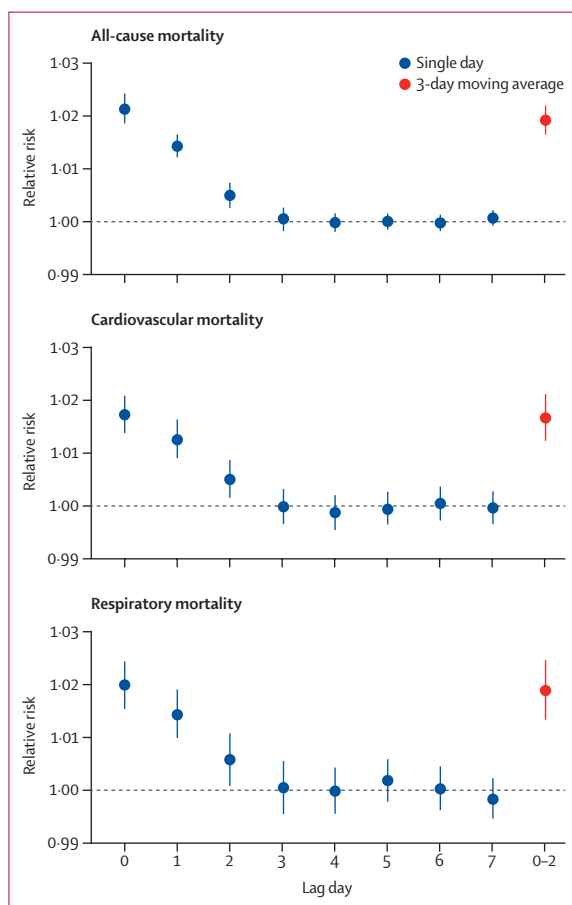 All-cause mortality
Single day
3-day moving average
Relative risk
1·03
1·02
1·01
1·00
0·99
Cardiovascular mortality
Relative risk
1·03
1·02
1·01
1·00
0·99
Respiratory mortality
Relative risk
1·03
1·02
1·01
1·00
0·99
0 1 2 3 4 5 6 7 0–2
Lag day